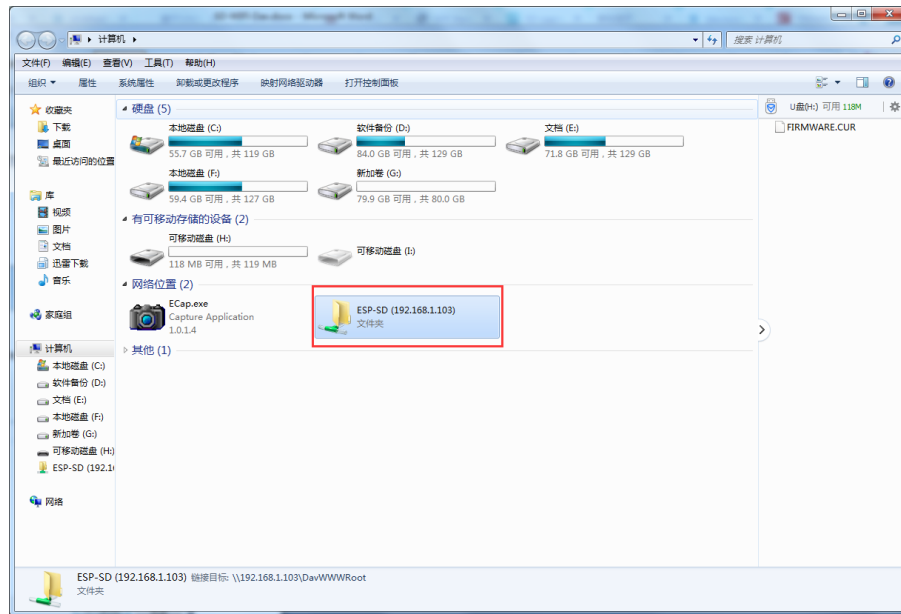 计算机
搜索 计算机
文件(F) 编辑(E) 查看(V) 工具(T) 帮助(H)
组织 属性 系统属性 卸载或更改程序 映射网络驱动器 打开控制面板
收藏夹
下载
桌面
最近访问的位置
库
视频
图片
文档
迅雷下载
音乐
家庭组
计算机
本地磁盘 (C:)
软件备份 (D:)
文档 (E:)
本地磁盘 (F:)
新加卷 (G:)
可移动磁盘 (H:)
ESP-SD (192.16
网络
硬盘 (5)
本地磁盘 (C:)
55.7 GB 可用，共 119 GB
软件备份 (D:)
84.0 GB 可用，共 129 GB
文档 (E:)
71.8 GB 可用，共 129 GB
本地磁盘 (F:)
59.4 GB 可用，共 127 GB
新加卷 (G:)
79.9 GB 可用，共 80.0 GB
有可移动存储的设备 (2)
可移动磁盘 (H:)
118 MB 可用，共 119 MB
可移动磁盘 (I:)
网络位置 (2)
ECap.exe
Capture Application
1.0.1.4
ESP-SD (192.168.1.103)
文件夹
其他 (1)
U盘(H:) 可用 118M
FIRMWARE.CUR
ESP-SD (192.168.1.103) 链接目标: \\192.168.1.103\DavWWWRoot
文件夹